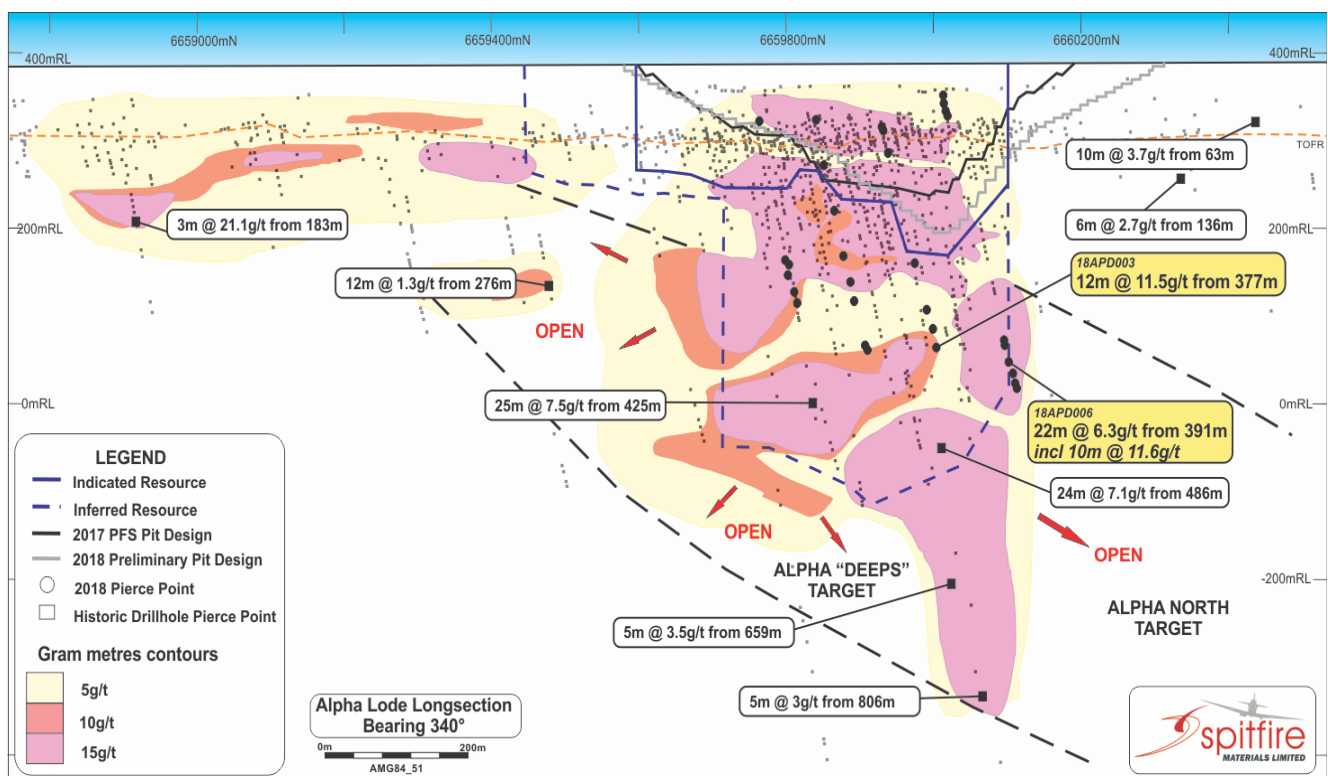 6659000mN
6659400mN
6659800mN
6660200mN
400mRL
400mRL
TOFR
10m @ 3.7g/t from 63m
6m @ 2.7g/t from 136m
200mRL
200mRL
3m @ 21.1g/t from 183m
12m @ 1.3g/t from 276m
18APD003
12m @ 11.5g/t from 377m
OPEN
25m @ 7.5g/t from 425m
0mRL
0mRL
18APD006
22m @ 6.3g/t from 391m
incl 10m @ 11.6g/t
24m @ 7.1g/t from 486m
OPEN
OPEN
ALPHA "DEEPS"
TARGET
-200mRL
ALPHA NORTH
TARGET
5m @ 3.5g/t from 659m
5m @ 3g/t from 806m
LEGEND
Indicated Resource
Inferred Resource
2017 PFS Pit Design
2018 Preliminary Pit Design
2018 Pierce Point
Historic Drillhole Pierce Point
Gram metres contours
5g/t
10g/t
15g/t
Alpha Lode Longsection
Bearing 340°
0m 200m
AMG84_51
spitfire
MATERIALS LIMITED